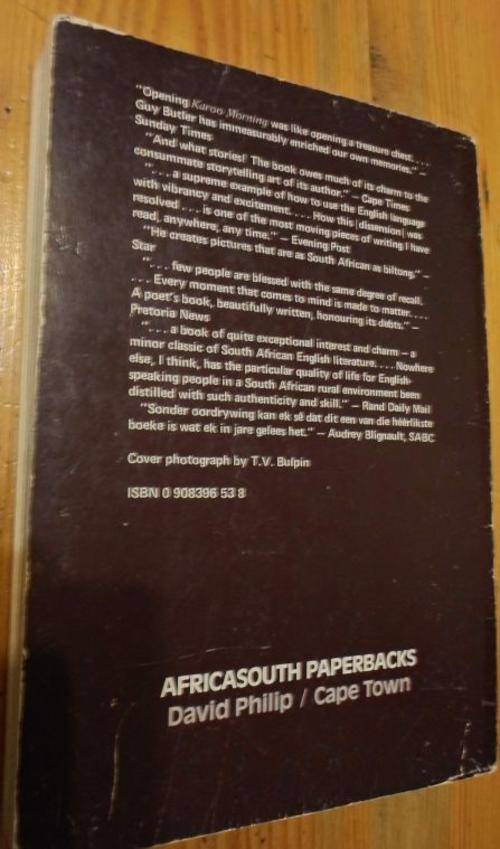 "Opening Karoo Morning was like opening a treasure chest. . . .
Guy Butler has immeasurably enriched our own memories." –
Sunday Times
"And what stories! The book owes much of its charm to the
consummate storytelling art of its author." – Cape Times
". . . a supreme example of how to use the English language
with vibrancy and excitement. . . . How this [dissension] was
resolved . . . is one of the most moving pieces of writing I have
read, anywhere, any time." – Evening Post
"He creates pictures that are as South African as biltong." –
Star
". . . few people are blessed with the same degree of recall.
. . . Every moment that comes to mind is made to matter. . . .
A poet's book, beautifully written, honouring its debts." –
Pretoria News
". . . a book of quite exceptional interest and charm – a
minor classic of South African English literature. . . . Nowhere
else, I think, has the particular quality of life for English-
speaking people in a South African rural environment been
distilled with such authenticity and skill." – Rand Daily Mail
"Sonder oordrywing kan ek sê dat dit een van die heerlikste
boeke is wat ek in jare gelees het." – Audrey Blignault, SABC
Cover photograph by T.V. Bulpin
ISBN 0 908396 53 8
AFRICASOUTH PAPERBACKS
David Philip / Cape Town